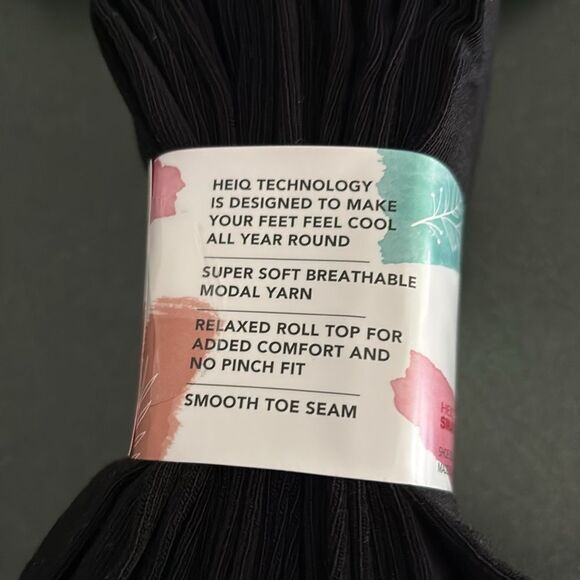 HEIQ TECHNOLOGY
IS DESIGNED TO MAKE
YOUR FEET FEEL COOL
ALL YEAR ROUND
SUPER SOFT BREATHABLE
MODAL YARN
RELAXED ROLL TOP FOR
ADDED COMFORT AND
NO PINCH FIT
SMOOTH TOE SEAM